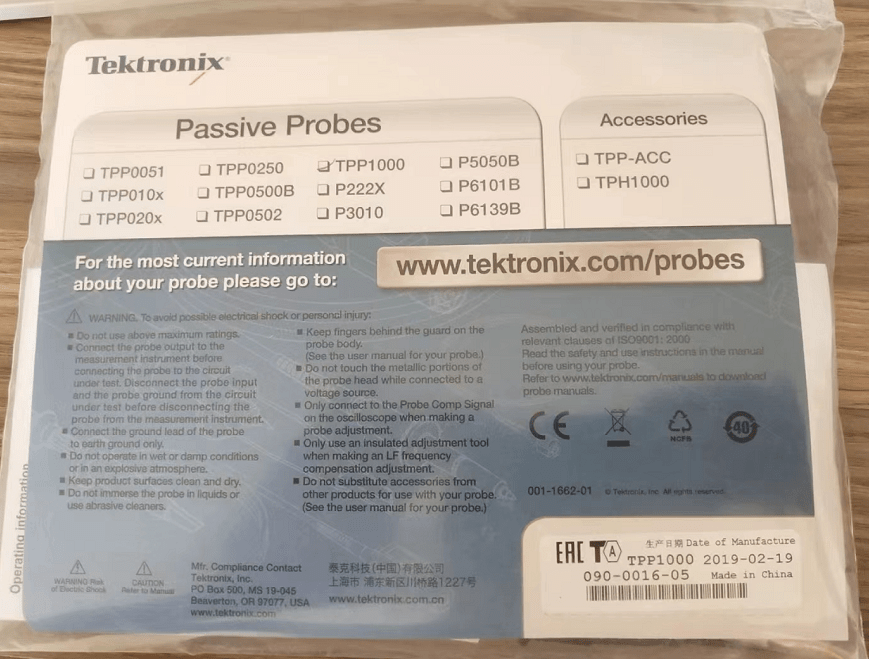 Tektronix®
Passive Probes
Accessories
TPP0051
TPP0250
TPP1000
P5050B
TPP-ACC
TPP010x
TPP0500B
P222X
P6101B
TPH1000
TPP020x
TPP0502
P3010
P6139B
For the most current information
about your probe please go to:
www.tektronix.com/probes
WARNING. To avoid possible electrical shock or personal injury:
Do not use above maximum ratings.
Connect the probe output to the
measurement instrument before
connecting the probe to the circuit
under test. Disconnect the probe input
and the probe ground from the circuit
under test before disconnecting the
probe from the measurement instrument.
Connect the ground lead of the probe
to earth ground only.
Do not operate in wet or damp conditions
or in an explosive atmosphere.
Keep product surfaces clean and dry.
Do not immerse the probe in liquids or
use abrasive cleaners.
Keep fingers behind the guard on the
probe body.
(See the user manual for your probe.)
Do not touch the metallic portions of
the probe head while connected to a
voltage source.
Only connect to the Probe Comp Signal
on the oscilloscope when making a
probe adjustment.
Only use an insulated adjustment tool
when making an LF frequency
compensation adjustment.
Do not substitute accessories from
other products for use with your probe.
(See the user manual for your probe.)
Assembled and verified in compliance with
relevant clauses of ISO9001: 2000
Read the safety and use instructions in the manual
before using your probe.
Refer to www.tektronix.com/manuals to download
probe manuals.
CE
40
001-1662-01 © Tektronix, Inc. All rights reserved.
Operating Information
WARNING Risk
of Electric Shock
CAUTION
Refer to Manual
Mfr. Compliance Contact
Tektronix, Inc.
PO Box 500, MS 19-045
Beaverton, OR 97077, USA
www.tektronix.com
泰克科技(中国)有限公司
上海市 浦东新区川桥路1227号
www.tektronix.com.cn
EAC
生产日期 Date of Manufacture
TPP1000 2019-02-19
090-0016-05 Made in China